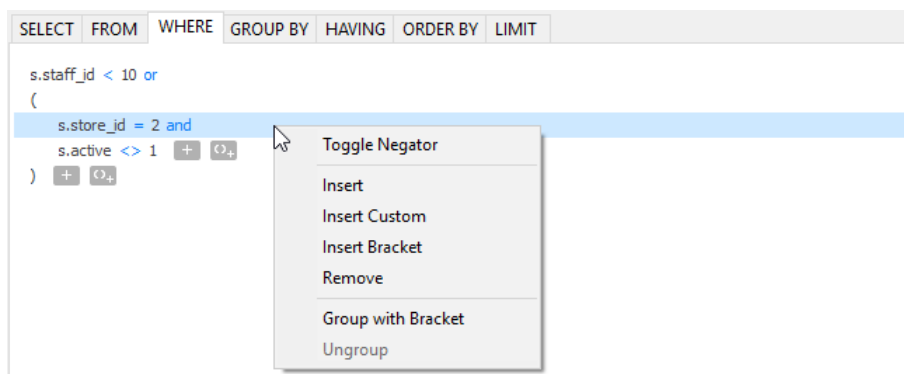 SELECT FROM WHERE GROUP BY HAVING ORDER BY LIMIT
s.staff_id < 10 or
(
s.store_id = 2 and
s.active <> 1 + ()+
) + ()+
Toggle Negator
Insert
Insert Custom
Insert Bracket
Remove
Group with Bracket
Ungroup